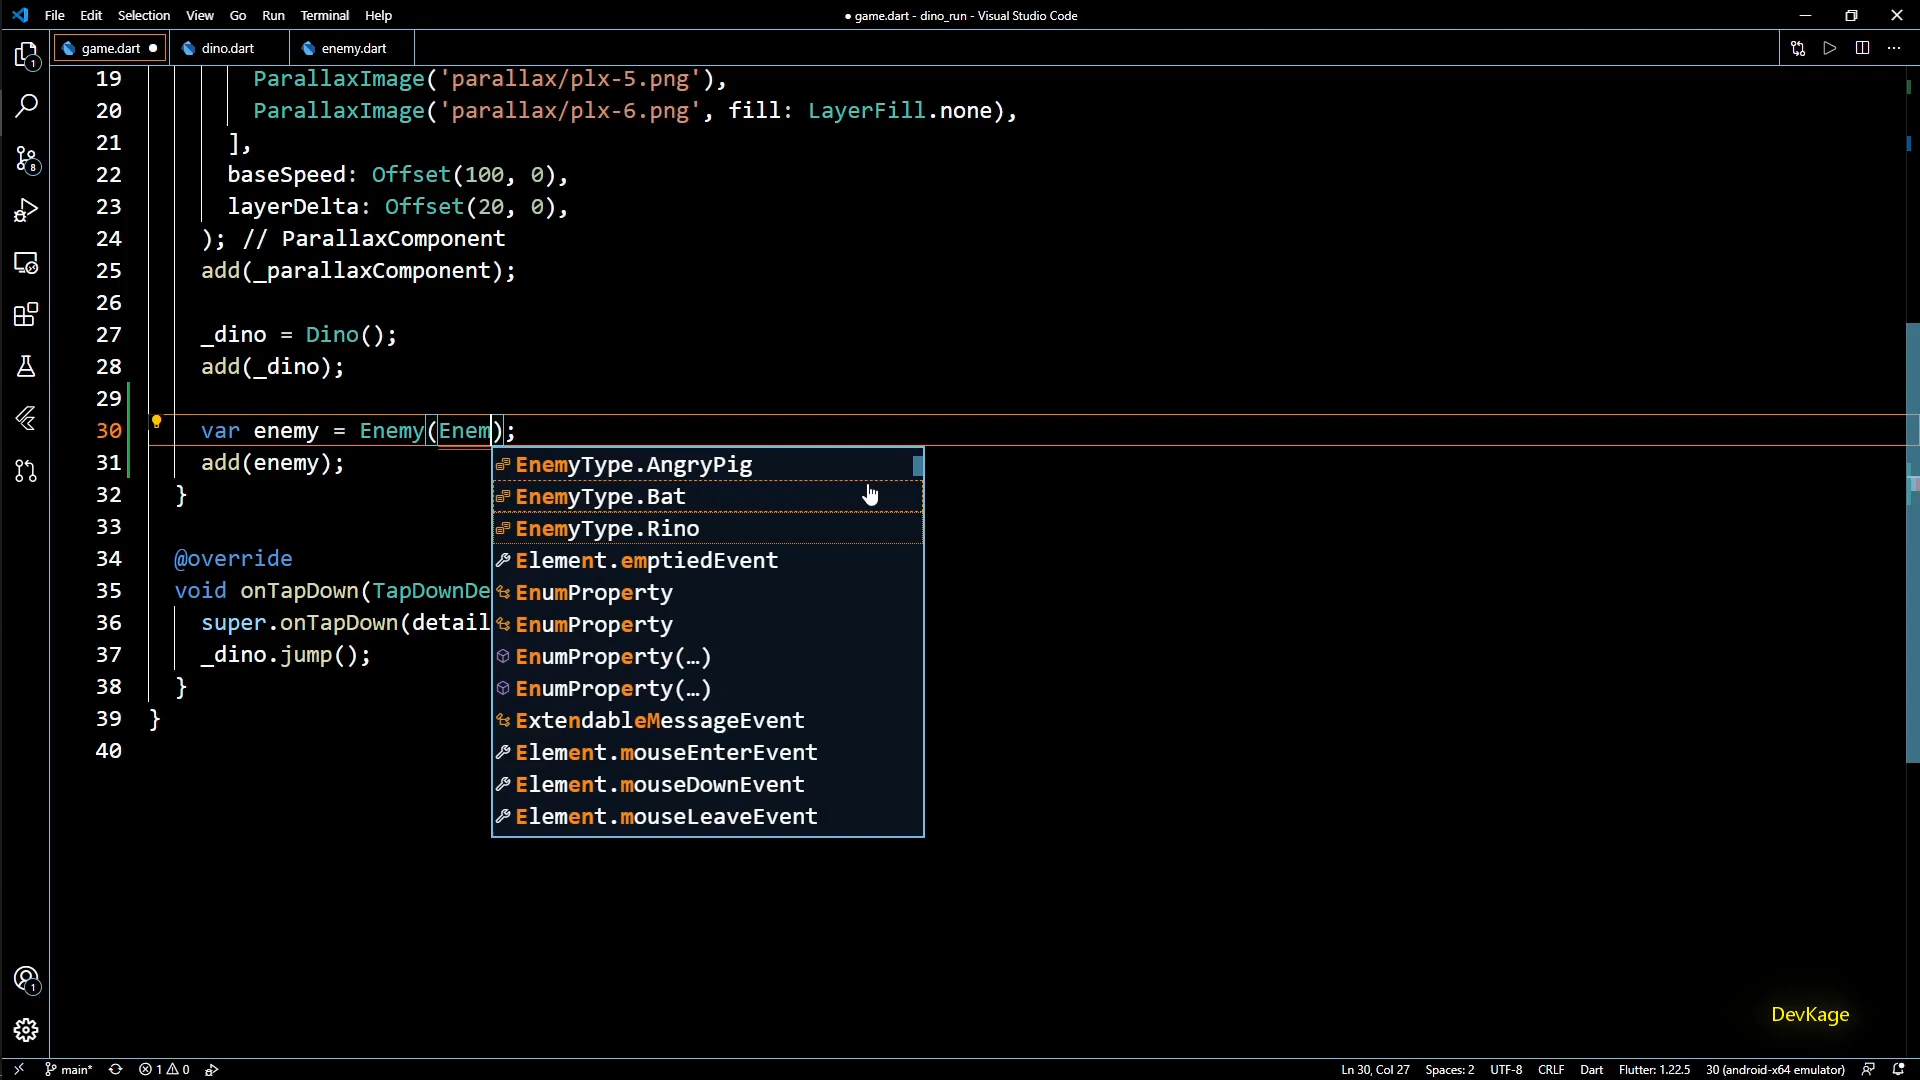 File Edit Selection View Go Run Terminal Help
● game.dart - dino_run - Visual Studio Code
game.dart ● dino.dart enemy.dart
19 ParallaxImage('parallax/plx-5.png'),
20 ParallaxImage('parallax/plx-6.png', fill: LayerFill.none),
21 ],
22 baseSpeed: Offset(100, 0),
23 layerDelta: Offset(20, 0),
24 ); // ParallaxComponent
25 add(_parallaxComponent);
26
27 _dino = Dino();
28 add(_dino);
29
30 var enemy = Enemy(Enem);
31 add(enemy);
32 }
33
34 @override
35 void onTapDown(TapDownDe
36 super.onTapDown(detail
37 _dino.jump();
38 }
39 }
40
EnemyType.AngryPig
EnemyType.Bat
EnemyType.Rino
Element.emptiedEvent
EnumProperty
EnumProperty
EnumProperty(…)
EnumProperty(…)
ExtendableMessageEvent
Element.mouseEnterEvent
Element.mouseDownEvent
Element.mouseLeaveEvent
1
8
1
DevKage
main* 1 0 Ln 30, Col 27 Spaces: 2 UTF-8 CRLF Dart Flutter: 1.22.5 30 (android-x64 emulator)